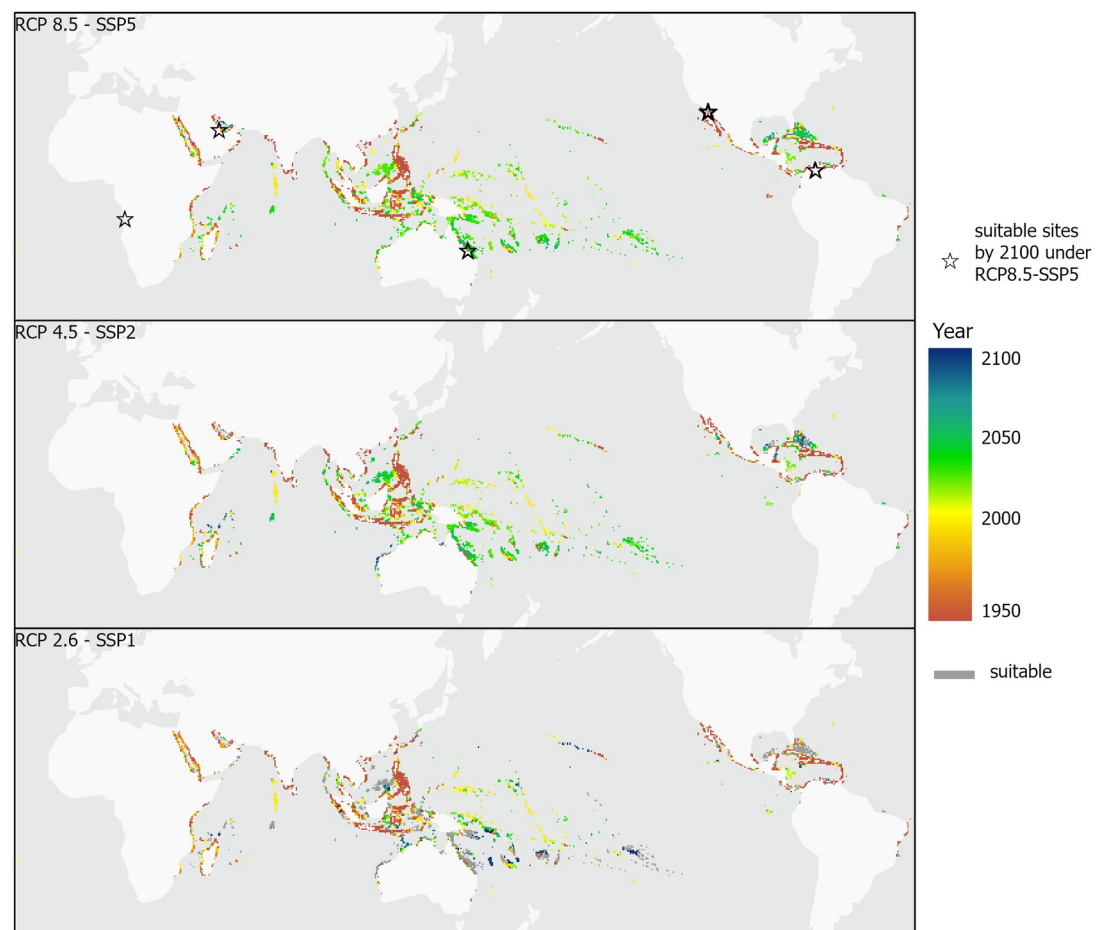 RCP 8.5 - SSP5
suitable sites
by 2100 under
RCP8.5-SSP5
RCP 4.5 - SSP2
Year
2100
2050
2000
1950
RCP 2.6 - SSP1
suitable